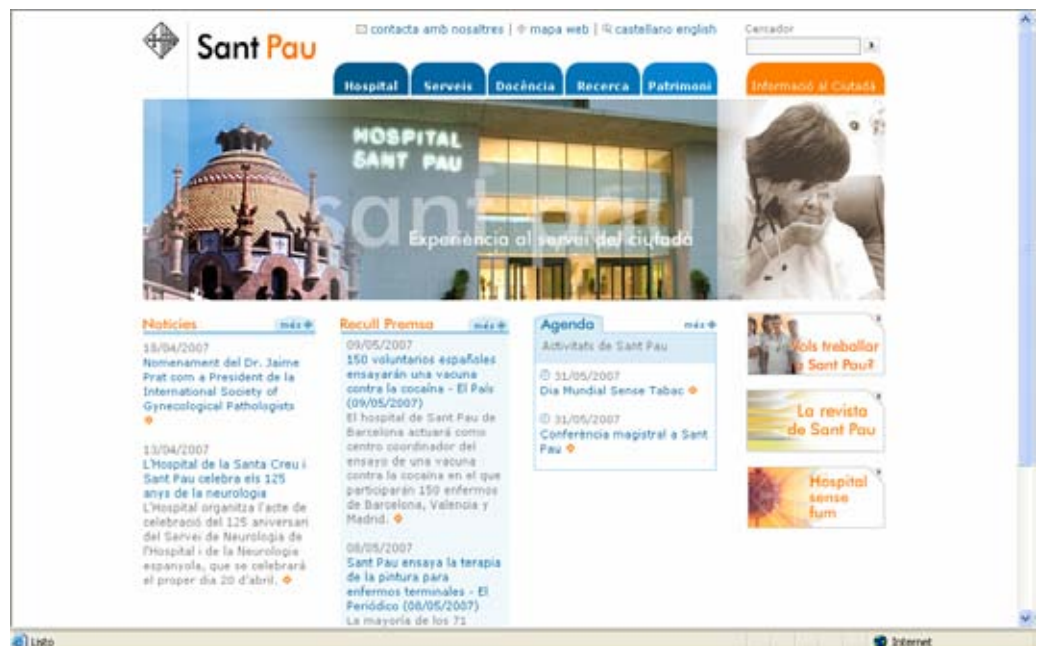 Sant Pau
contacta amb nosaltres | mapa web | castellano english
Cercador
Hospital Serveis Docència Recerca Patrimoni
Informació al Ciutadà
HOSPITAL
SANT PAU
sant pau
Experiència al servei del ciutadà
Notícies més
18/04/2007
Nomenament del Dr. Jaime
Prat com a President de la
International Society of
Gynecological Pathologists
13/04/2007
L'Hospital de la Santa Creu i
Sant Pau celebra els 125
anys de la neurologia
L'Hospital organitza l'acte de
celebració del 125 aniversari
del Servei de Neurologia de
l'Hospital i de la Neurologia
espanyola, que se celebrarà
el proper dia 20 d'abril.
Recull Premsa més
09/05/2007
150 voluntarios españoles
ensayarán una vacuna
contra la cocaína - El País
(09/05/2007)
El hospital de Sant Pau de
Barcelona actuará como
centro coordinador del
ensayo de una vacuna
contra la cocaína en el que
participarán 150 enfermos
de Barcelona, Valencia y
Madrid.
08/05/2007
Sant Pau ensaya la terapia
de la pintura para
enfermos terminales - El
Periódico (08/05/2007)
La mayoría de los 71
Agenda més
Activitats de Sant Pau
31/05/2007
Dia Mundial Sense Tabac
31/05/2007
Conferència magistral a Sant
Pau
Vols treballar
a Sant Pau?
La revista
de Sant Pau
Hospital
sense
fum
Listo
Internet